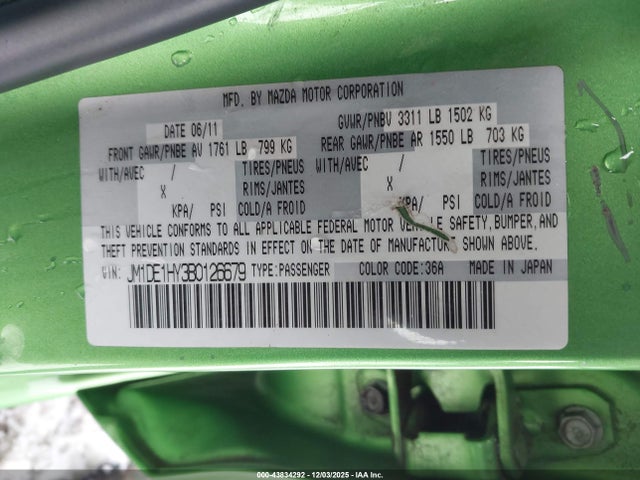 MFD. BY MAZDA MOTOR CORPORATION
DATE 06/11 GVWR/PNBV 3311 LB 1502 KG
FRONT GAWR/PNBE AV 1761 LB 799 KG REAR GAWR/PNBE AR 1550 LB 703 KG
WITH/AVEC / TIRES/PNEUS WITH/AVEC / TIRES/PNEUS
X RIMS/JANTES X RIMS/JANTES
KPA/ PSI COLD/A FROID KPA/ PSI COLD/A FROID
THIS VEHICLE CONFORMS TO ALL APPLICABLE FEDERAL MOTOR VEHICLE SAFETY, BUMPER, AND
THEFT PREVENTION STANDARDS IN EFFECT ON THE DATE OF MANUFACTURE SHOWN ABOVE.
VIN: JM1DE1HY3B0126679 TYPE:PASSENGER COLOR CODE:36A MADE IN JAPAN
000-43834292 - 12/03/2025 - IAA Inc.